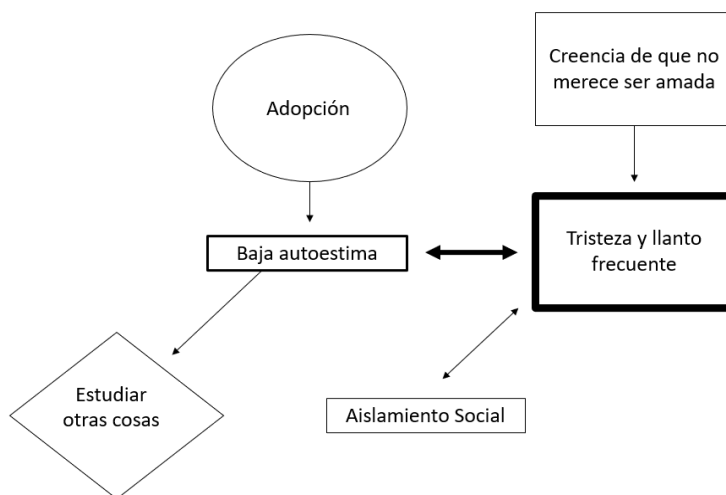 Creencia de que no
merece ser amada
Adopción
Baja autoestima
Tristeza y llanto
frecuente
Estudiar
otras cosas
Aislamiento Social